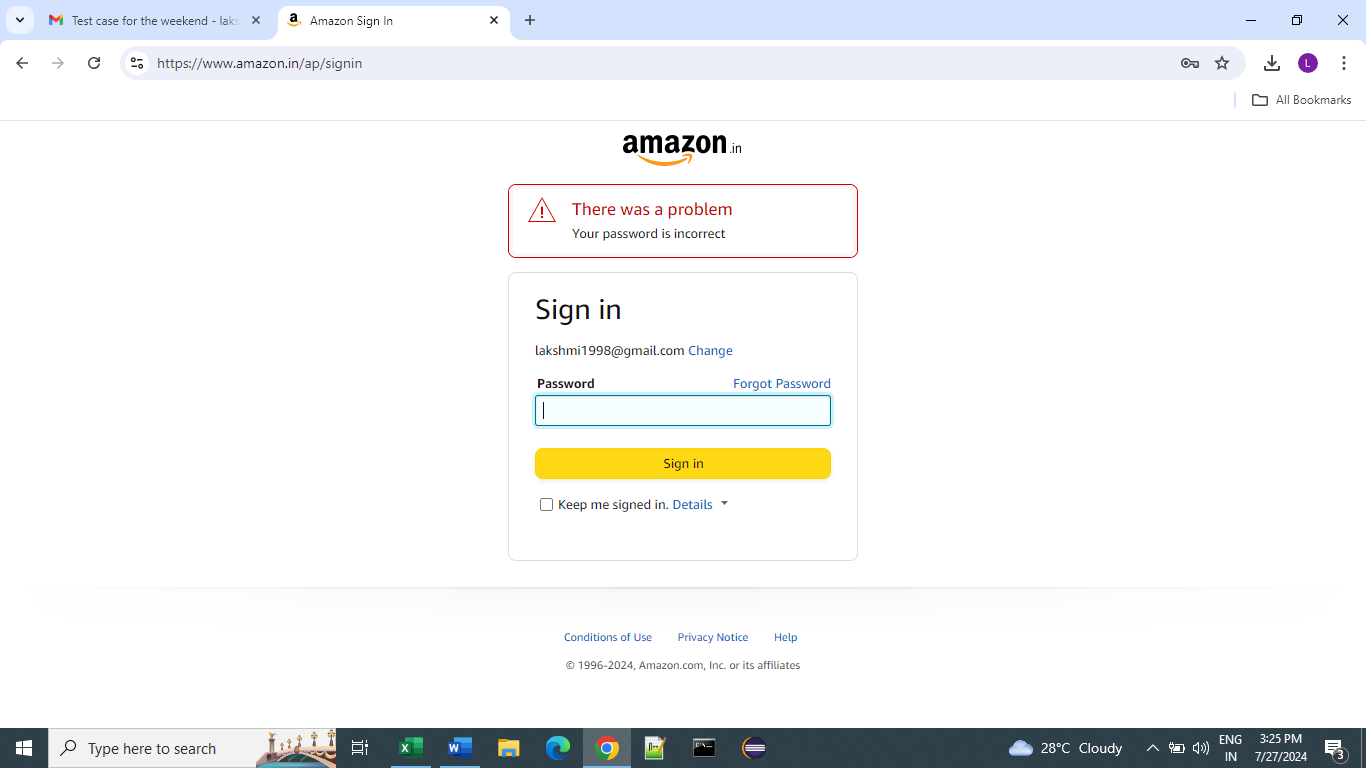 Test case for the weekend - laks
Amazon Sign In
https://www.amazon.in/ap/signin
L
All Bookmarks
amazon.in
There was a problem
Your password is incorrect
Sign in
lakshmi1998@gmail.com Change
Password Forgot Password
Sign in
Keep me signed in. Details
Conditions of Use Privacy Notice Help
© 1996-2024, Amazon.com, Inc. or its affiliates
Type here to search
28°C Cloudy
ENG
IN
3:25 PM
7/27/2024
3